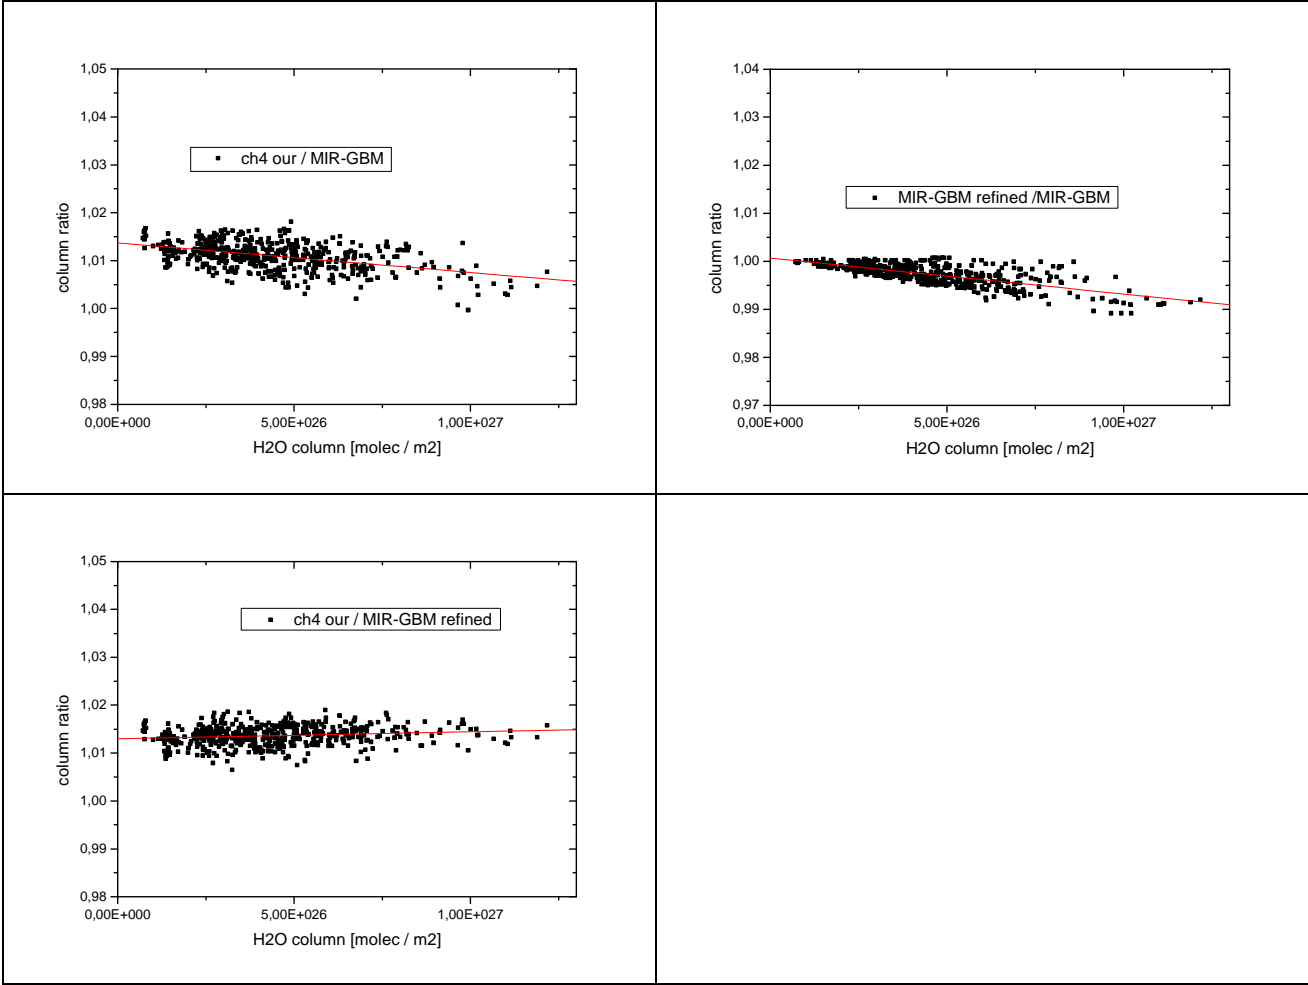 1,05
1,04
1,03
1,02
1,01
1,00
0,99
0,98
column ratio
ch4 our / MIR-GBM
0,00E+000 5,00E+026 1,00E+027
H2O column [molec / m2]
1,04
1,03
1,02
1,01
1,00
0,99
0,98
0,97
column ratio
MIR-GBM refined /MIR-GBM
0,00E+000 5,00E+026 1,00E+027
H2O column [molec / m2]
1,05
1,04
1,03
1,02
1,01
1,00
0,99
0,98
column ratio
ch4 our / MIR-GBM refined
0,00E+000 5,00E+026 1,00E+027
H2O column [molec / m2]